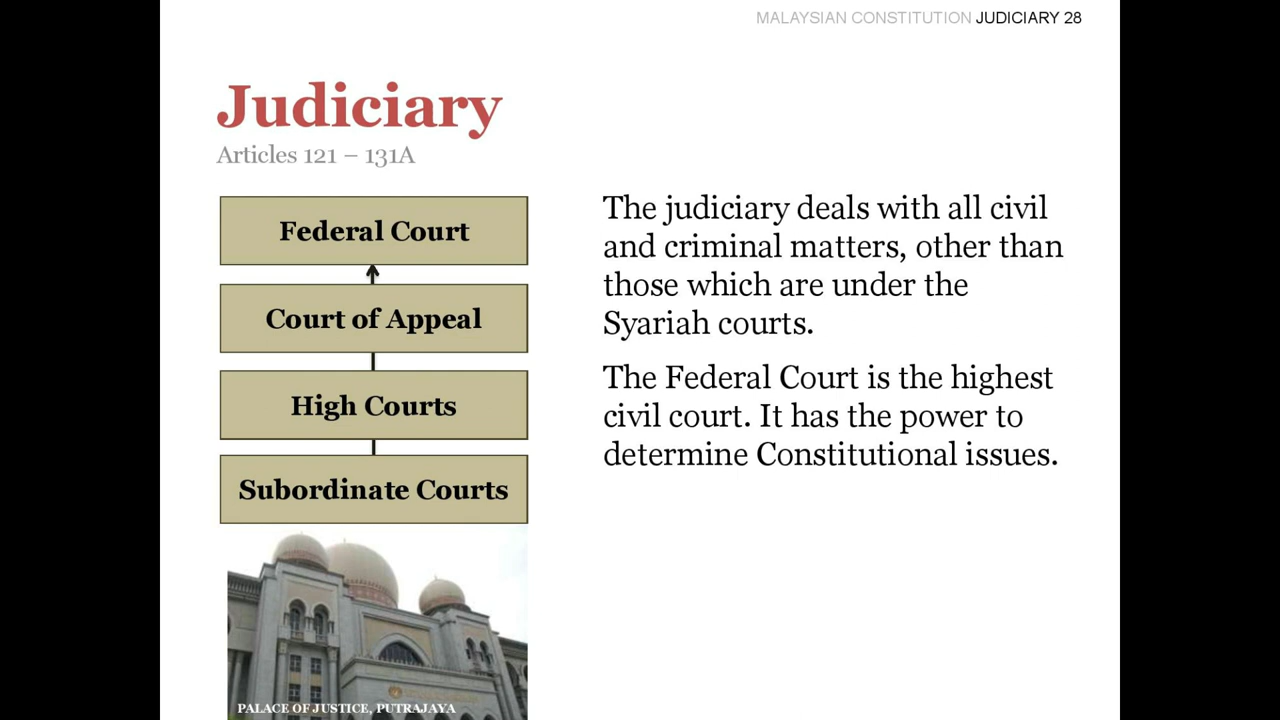 MALAYSIAN CONSTITUTION JUDICIARY 28
Judiciary
Articles 121 – 131A
Federal Court
Court of Appeal
High Courts
Subordinate Courts
PALACE OF JUSTICE, PUTRAJAYA
The judiciary deals with all civil
and criminal matters, other than
those which are under the
Syariah courts.
The Federal Court is the highest
civil court. It has the power to
determine Constitutional issues.